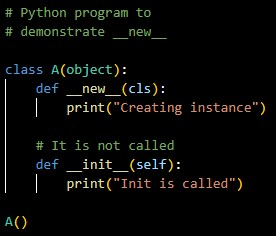 # Python program to
# demonstrate __new__
class A(object):
    def __new__(cls):
        print("Creating instance")
    # It is not called
    def __init__(self):
        print("Init is called")
A()